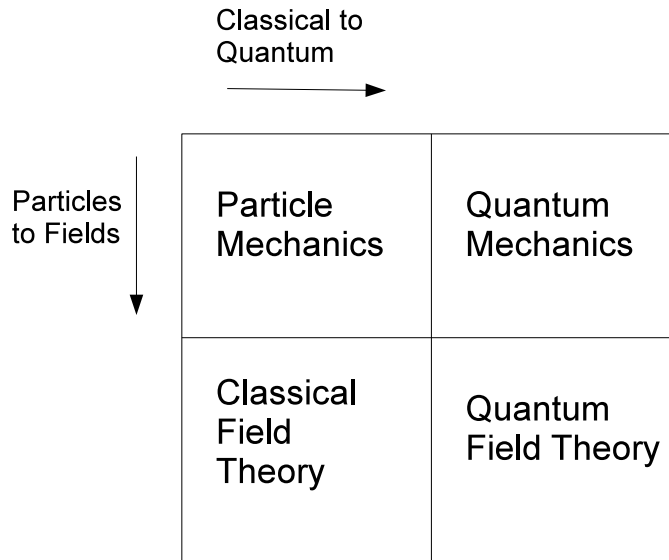 Classical to
Quantum
Particles
to Fields
Particle
Mechanics
Quantum
Mechanics
Classical
Field
Theory
Quantum
Field Theory